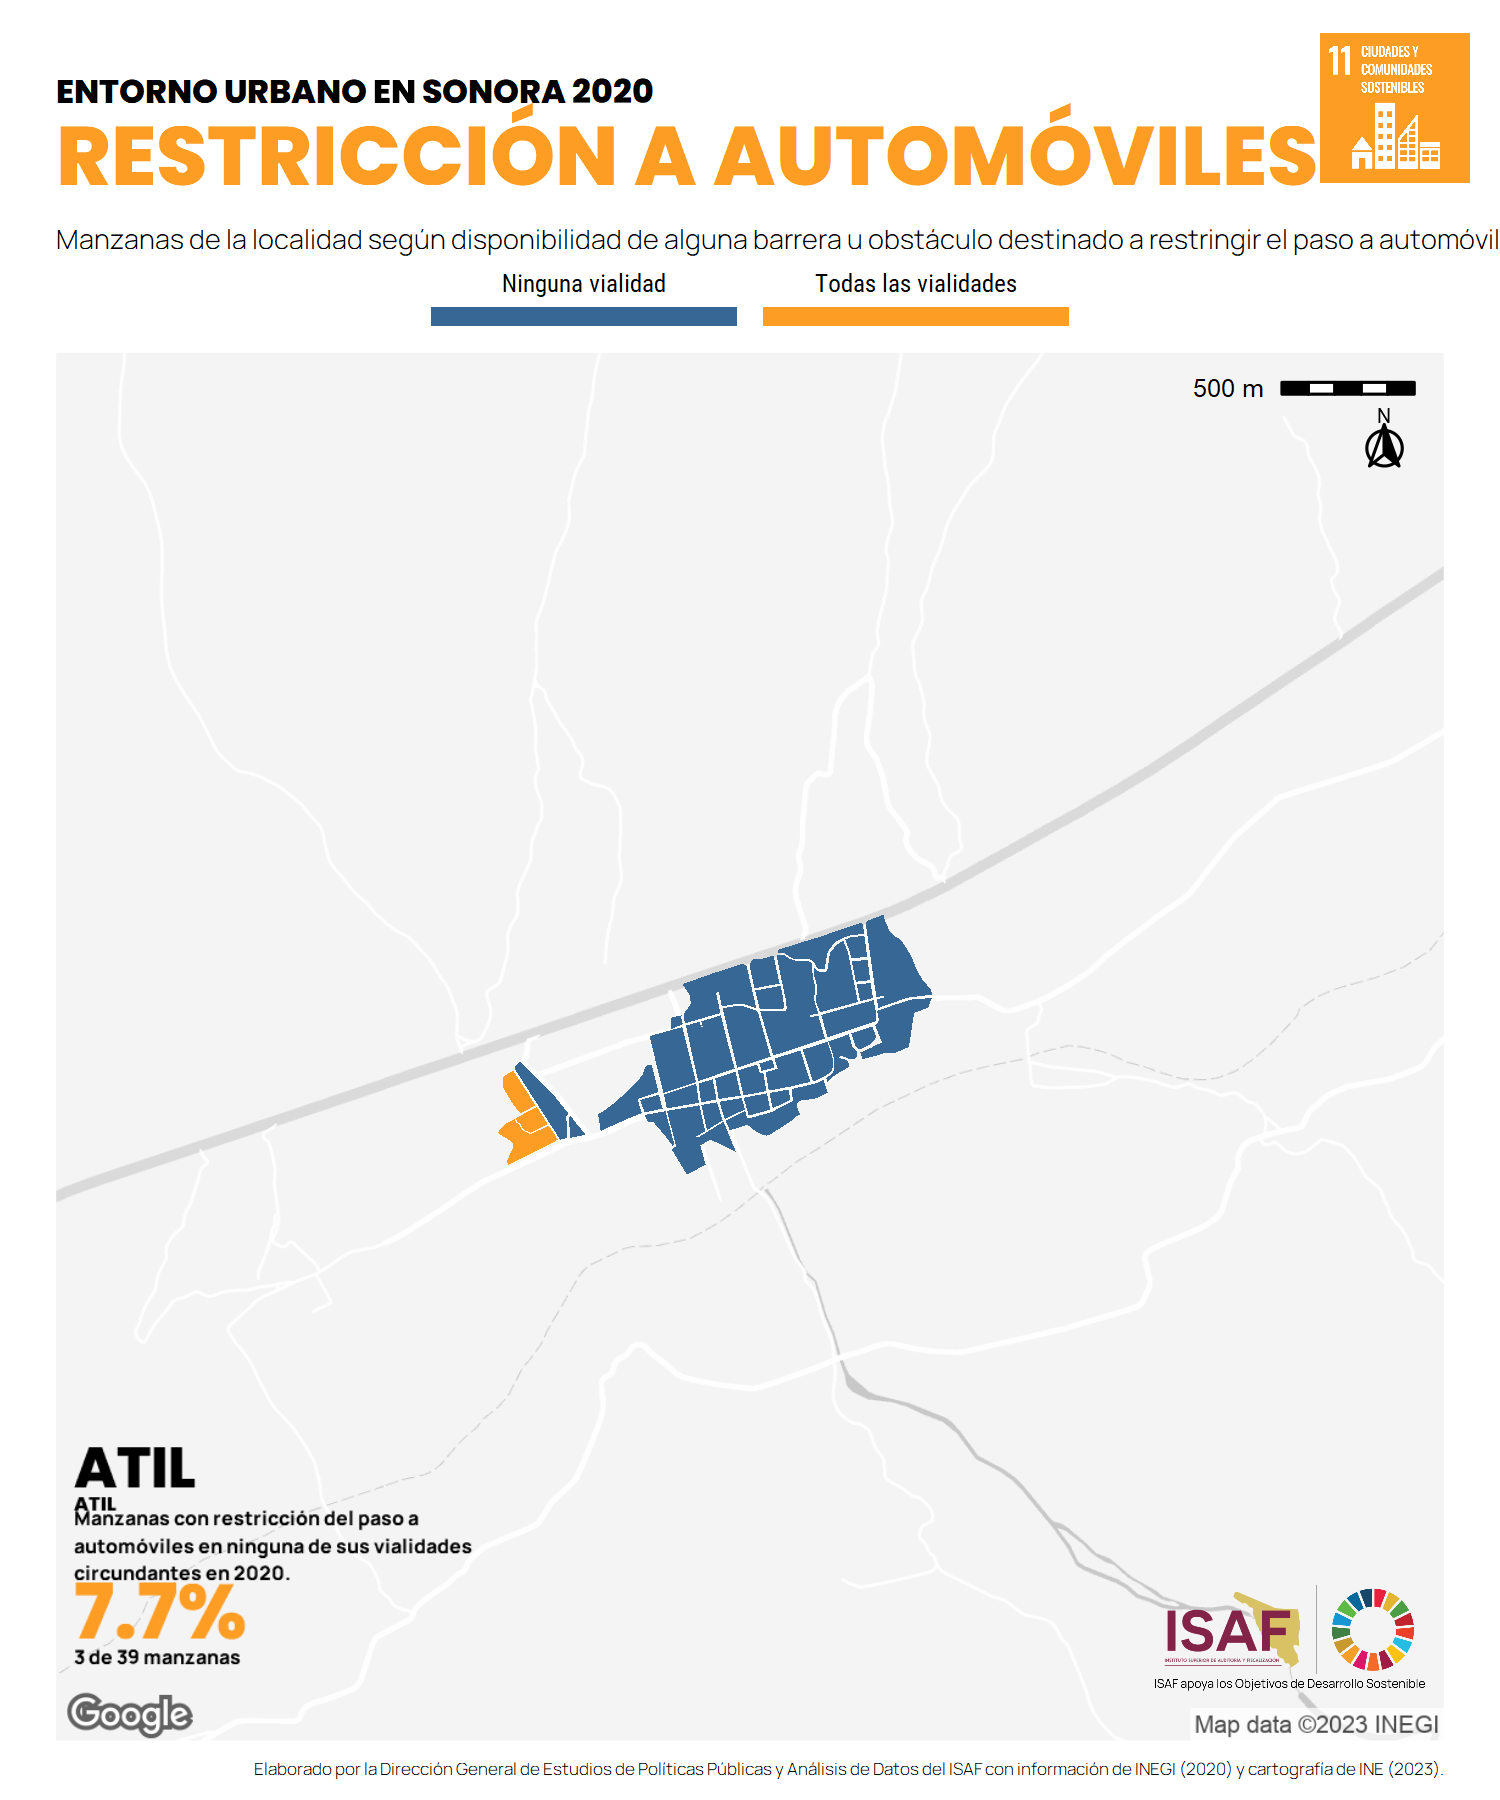 ENTORNO URBANO EN SONORA 2020
RESTRICCIÓN A AUTOMÓVILES
11 CIUDADES Y
COMUNIDADES
SOSTENIBLES
Manzanas de la localidad según disponibilidad de alguna barrera u obstáculo destinado a restringir el paso a automóvil
Ninguna vialidad
Todas las vialidades
500 m
N
ATIL
ATIL
Manzanas con restricción del paso a
automóviles en ninguna de sus vialidades
circundantes en 2020.
7.7%
3 de 39 manzanas
Google
ISAF
INSTITUTO SUPERIOR DE AUDITORÍA Y FISCALIZACIÓN
ISAF apoya los Objetivos de Desarrollo Sostenible
Map data ©2023 INEGI
Elaborado por la Dirección General de Estudios de Políticas Públicas y Análisis de Datos del ISAF con información de INEGI (2020) y cartografía de INE (2023).